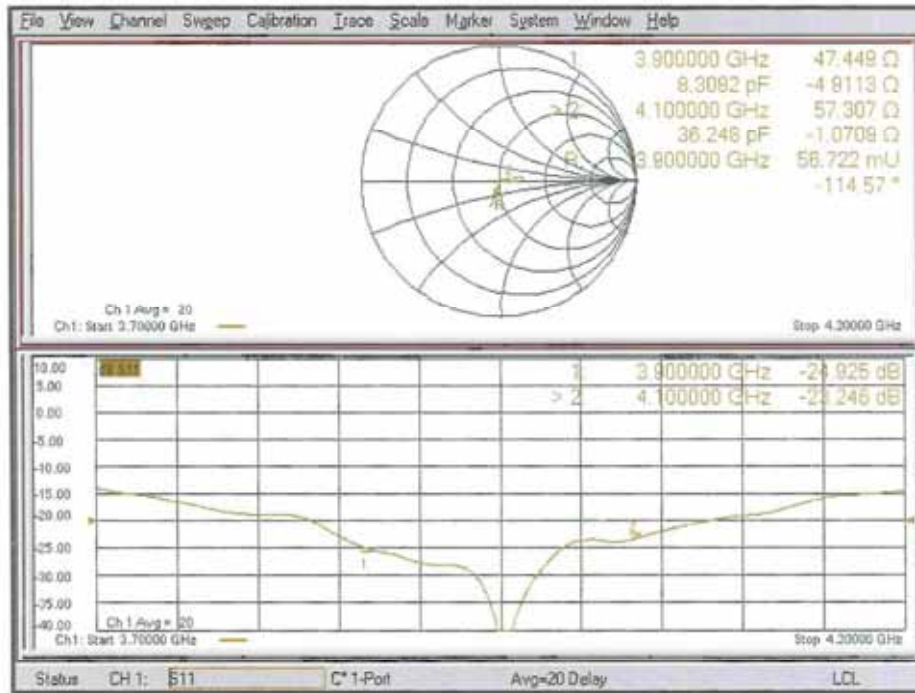 File View Channel Sweep Calibration Trace Scale Marker System Window Help
1 3.900000 GHz 47.449 Ω
8.3092 pF -4.9113 Ω
> 2 4.100000 GHz 57.307 Ω
36.248 pF -1.0709 Ω
R 3.900000 GHz 56.722 mU
-114.57 °
Ch 1 Avg = 20
Ch1: Start 3.70000 GHz
Stop 4.20000 GHz
10.00
5.00
0.00
-5.00
-10.00
-15.00
-20.00
-25.00
-30.00
-35.00
-40.00
1 3.900000 GHz -24.925 dB
> 2 4.100000 GHz -23.246 dB
1
2
Ch 1 Avg = 20
Ch1: Start 3.70000 GHz
Stop 4.20000 GHz
Status CH 1: S11 C* 1-Port Avg=20 Delay LCL